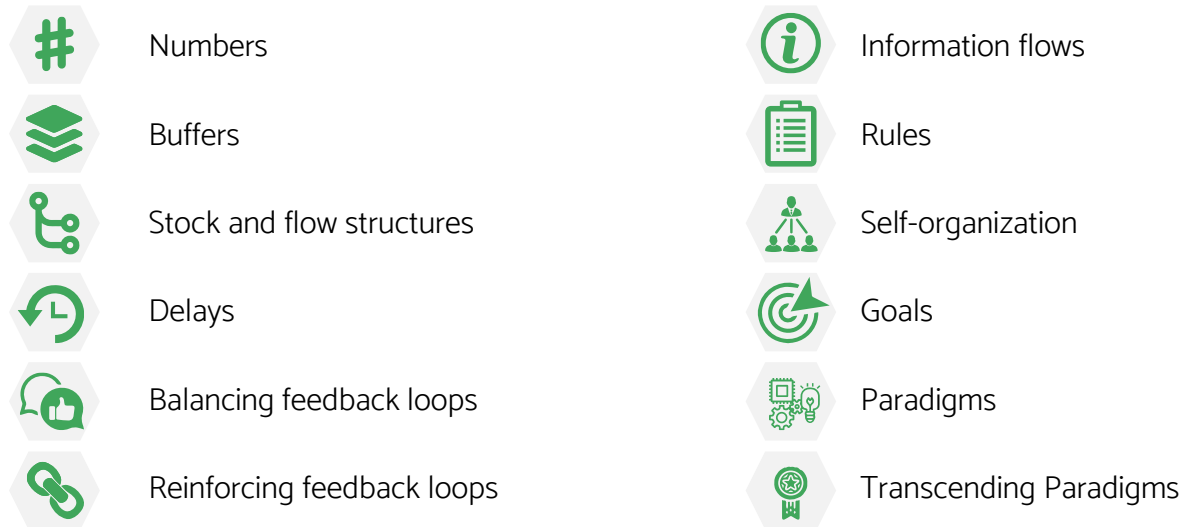 Numbers
Buffers
Stock and flow structures
Delays
Balancing feedback loops
Reinforcing feedback loops
Information flows
Rules
Self-organization
Goals
Paradigms
Transcending Paradigms